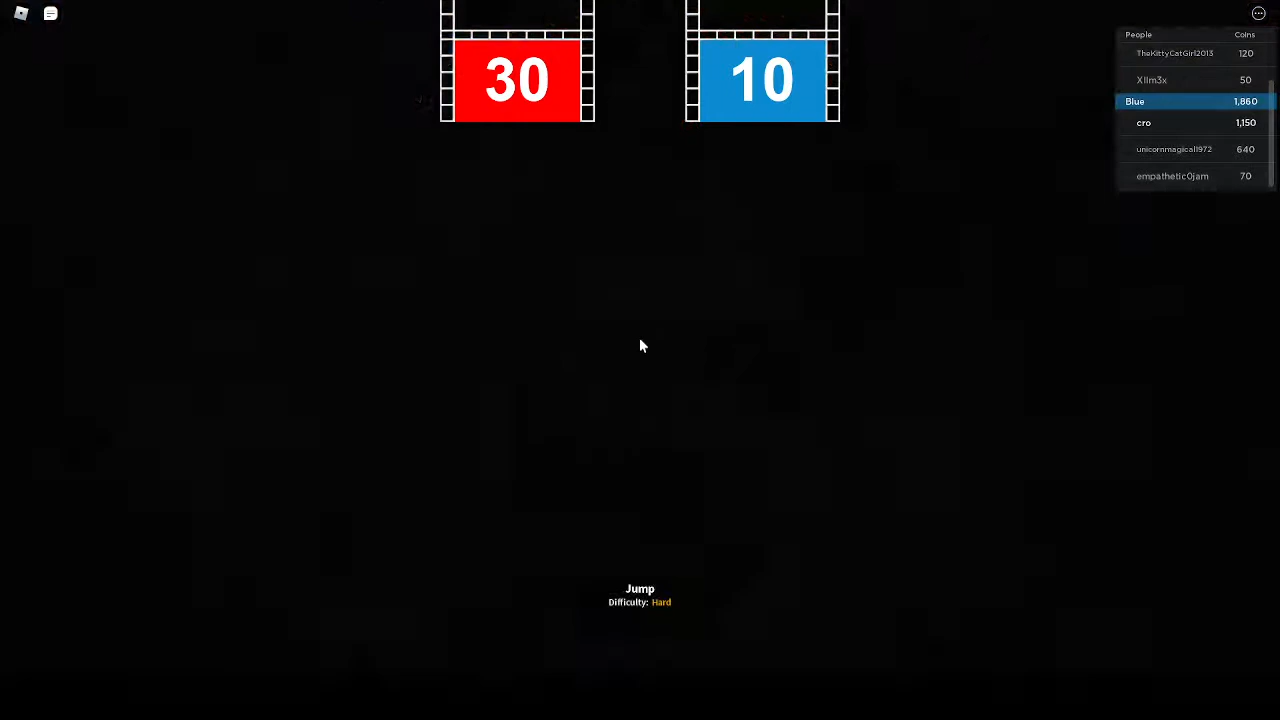 30
10
People Coins
TheKittyCatGirl2013 120
XIIm3x 50
Blue 1,860
cro 1,150
unicornmagical1972 640
empathetic0jam 70
Jump
Difficulty: Hard